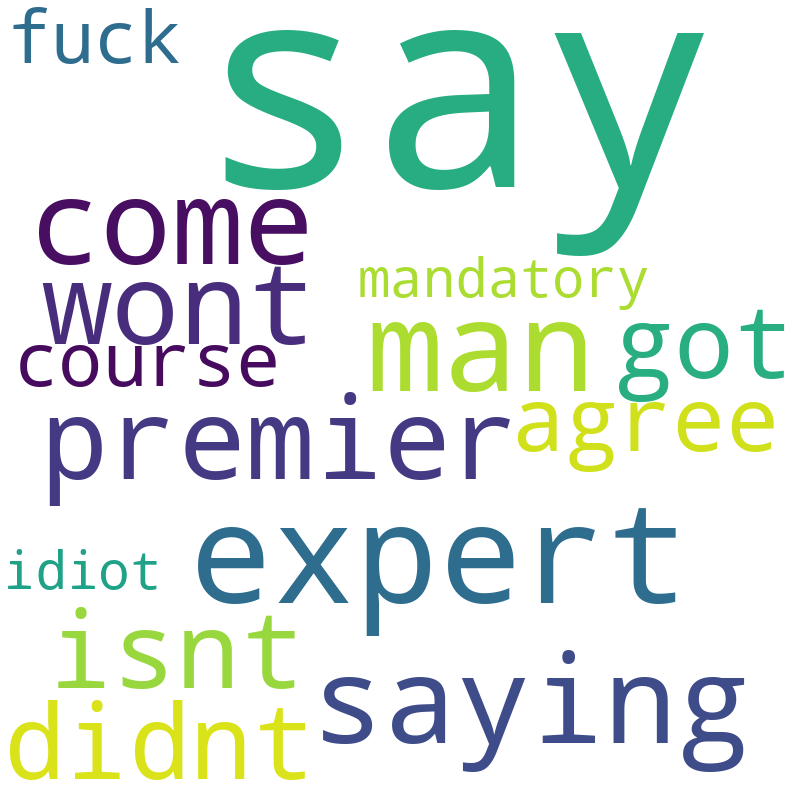 fuck
say
come
wont
mandatory
man
got
course
premier
agree
expert
idiot
isnt
saying
didnt